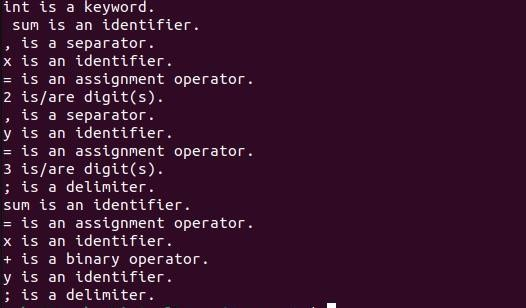 int is a keyword.
 sum is an identifier.
, is a separator.
x is an identifier.
= is an assignment operator.
2 is/are digit(s).
, is a separator.
y is an identifier.
= is an assignment operator.
3 is/are digit(s).
; is a delimiter.
sum is an identifier.
= is an assignment operator.
x is an identifier.
+ is a binary operator.
y is an identifier.
; is a delimiter.